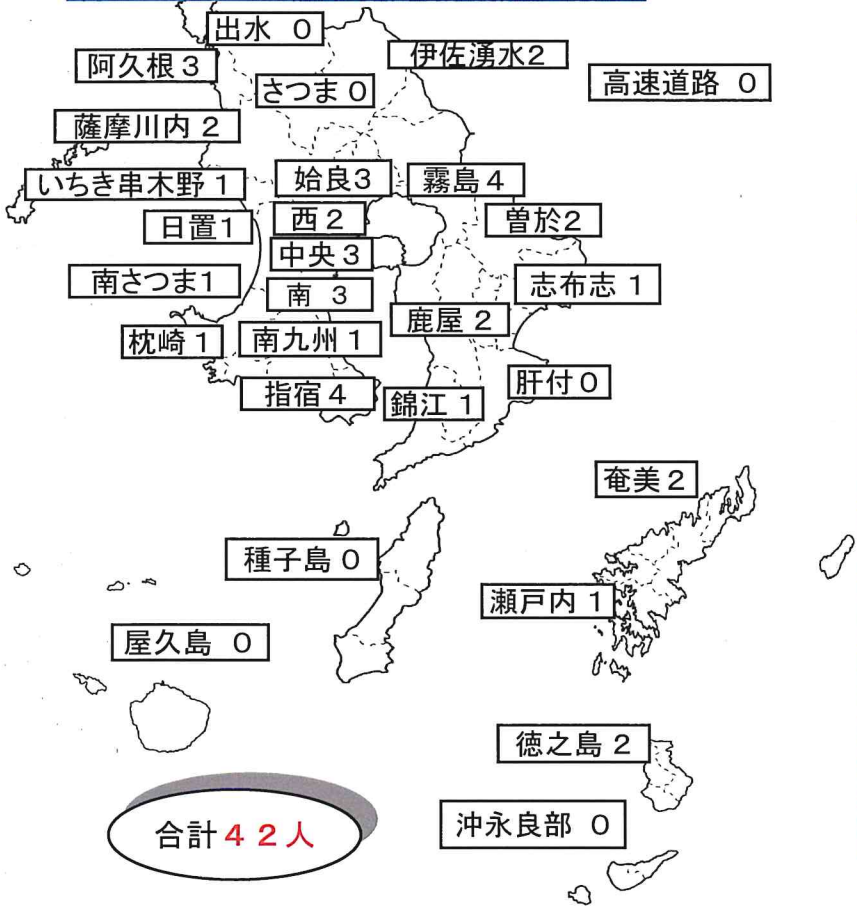 出水 0
伊佐湧水2
阿久根 3
さつま 0
高速道路 0
薩摩川内 2
いちき串木野 1
姶良3
霧島 4
日置1
西 2
曽於2
中央 3
南さつま1
南 3
志布志 1
鹿屋 2
枕崎 1
南九州 1
指宿 4
錦江 1
肝付0
奄美 2
種子島 0
瀬戸内 1
屋久島 0
徳之島 2
合計42人
沖永良部 0